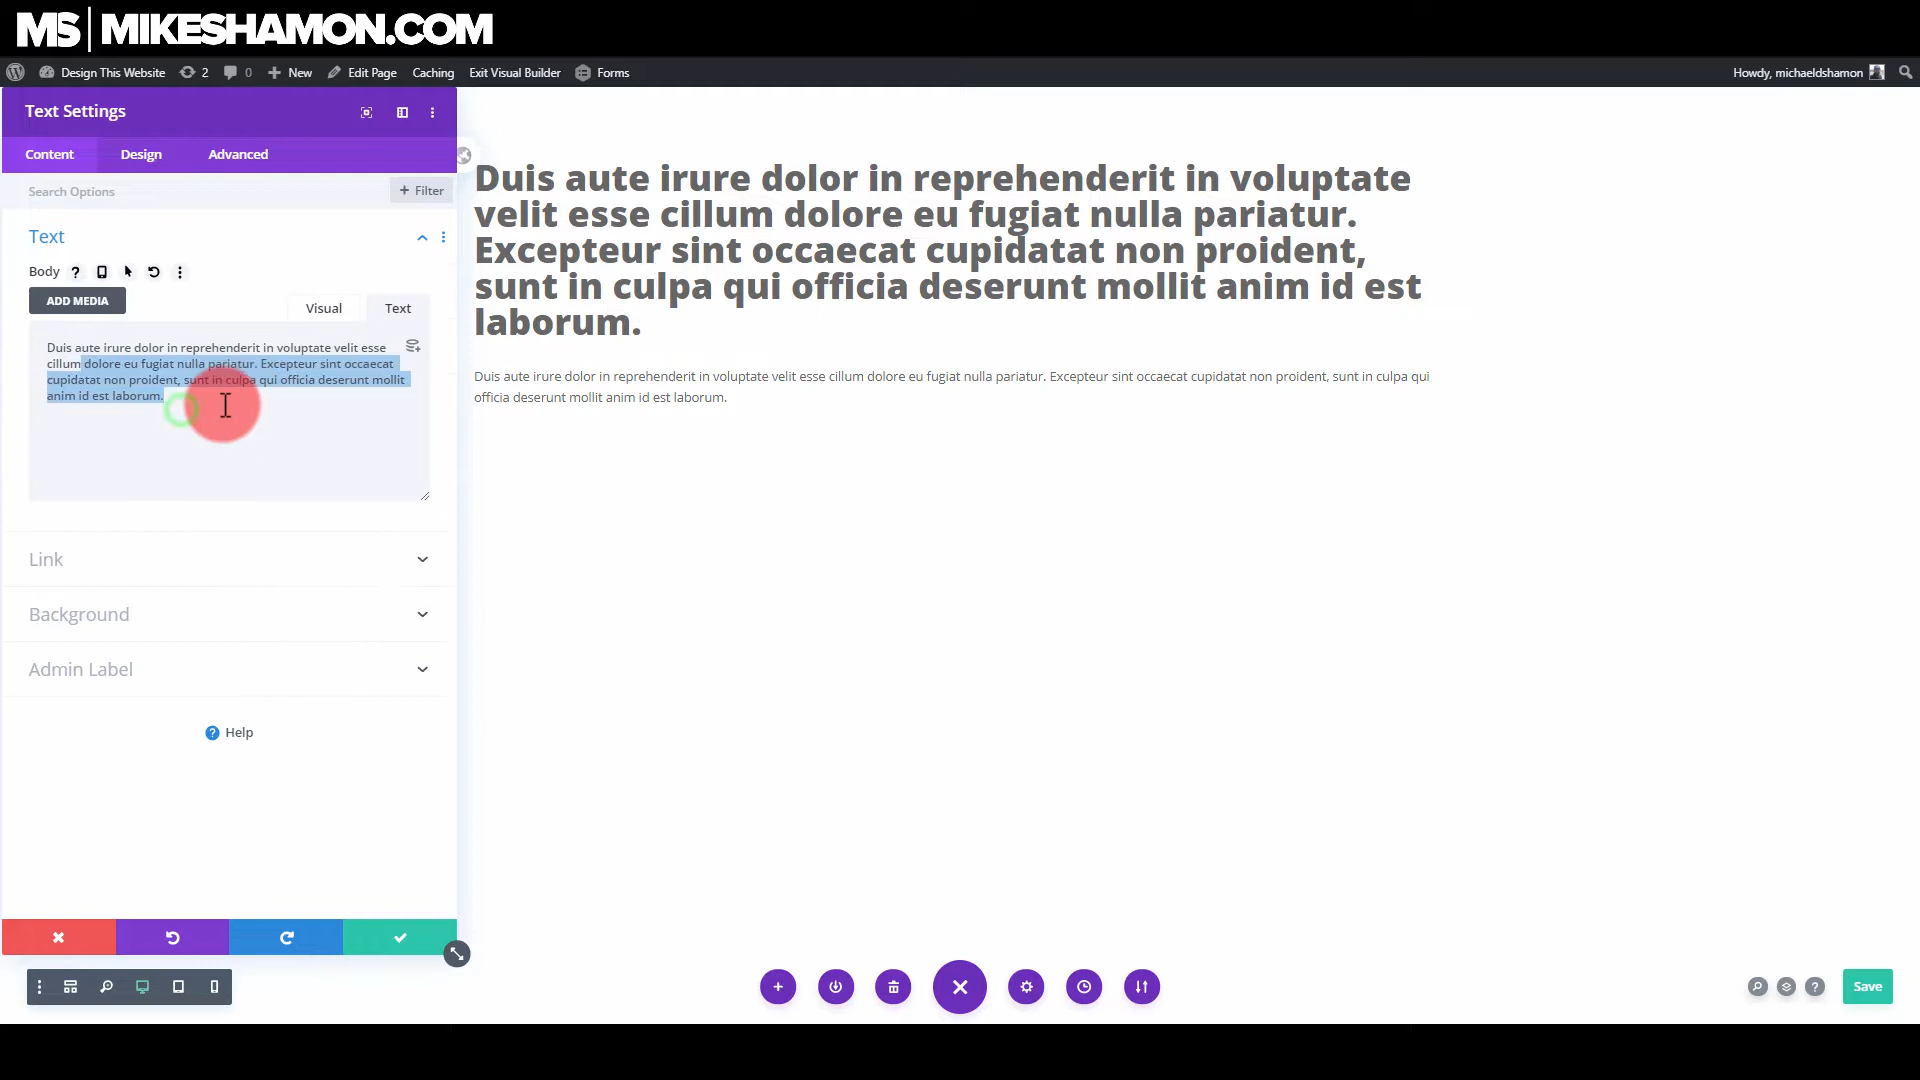 MS | MIKESHAMON.COM
Design This Website 2 0 New Edit Page Caching Exit Visual Builder Forms Howdy, michaeldshamon
Text Settings
Content Design Advanced
Search Options + Filter
Text
Body ?
ADD MEDIA Visual Text
Duis aute irure dolor in reprehenderit in voluptate velit esse
cillum dolore eu fugiat nulla pariatur. Excepteur sint occaecat
cupidatat non proident, sunt in culpa qui officia deserunt mollit
anim id est laborum.
Link
Background
Admin Label
? Help
Duis aute irure dolor in reprehenderit in voluptate
velit esse cillum dolore eu fugiat nulla pariatur.
Excepteur sint occaecat cupidatat non proident,
sunt in culpa qui officia deserunt mollit anim id est
laborum.
Duis aute irure dolor in reprehenderit in voluptate velit esse cillum dolore eu fugiat nulla pariatur. Excepteur sint occaecat cupidatat non proident, sunt in culpa qui
officia deserunt mollit anim id est laborum.
? Save